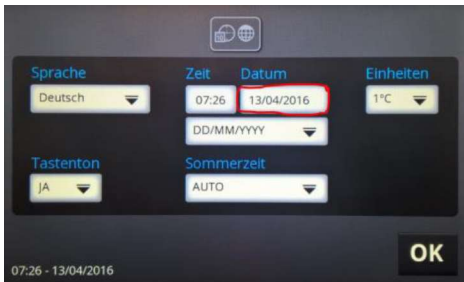 Sprache Zeit Datum Einheiten
Deutsch 07:26 13/04/2016 1°C
DD/MM/YYYY
Tastenton Sommerzeit
JA AUTO
OK
07:26 - 13/04/2016